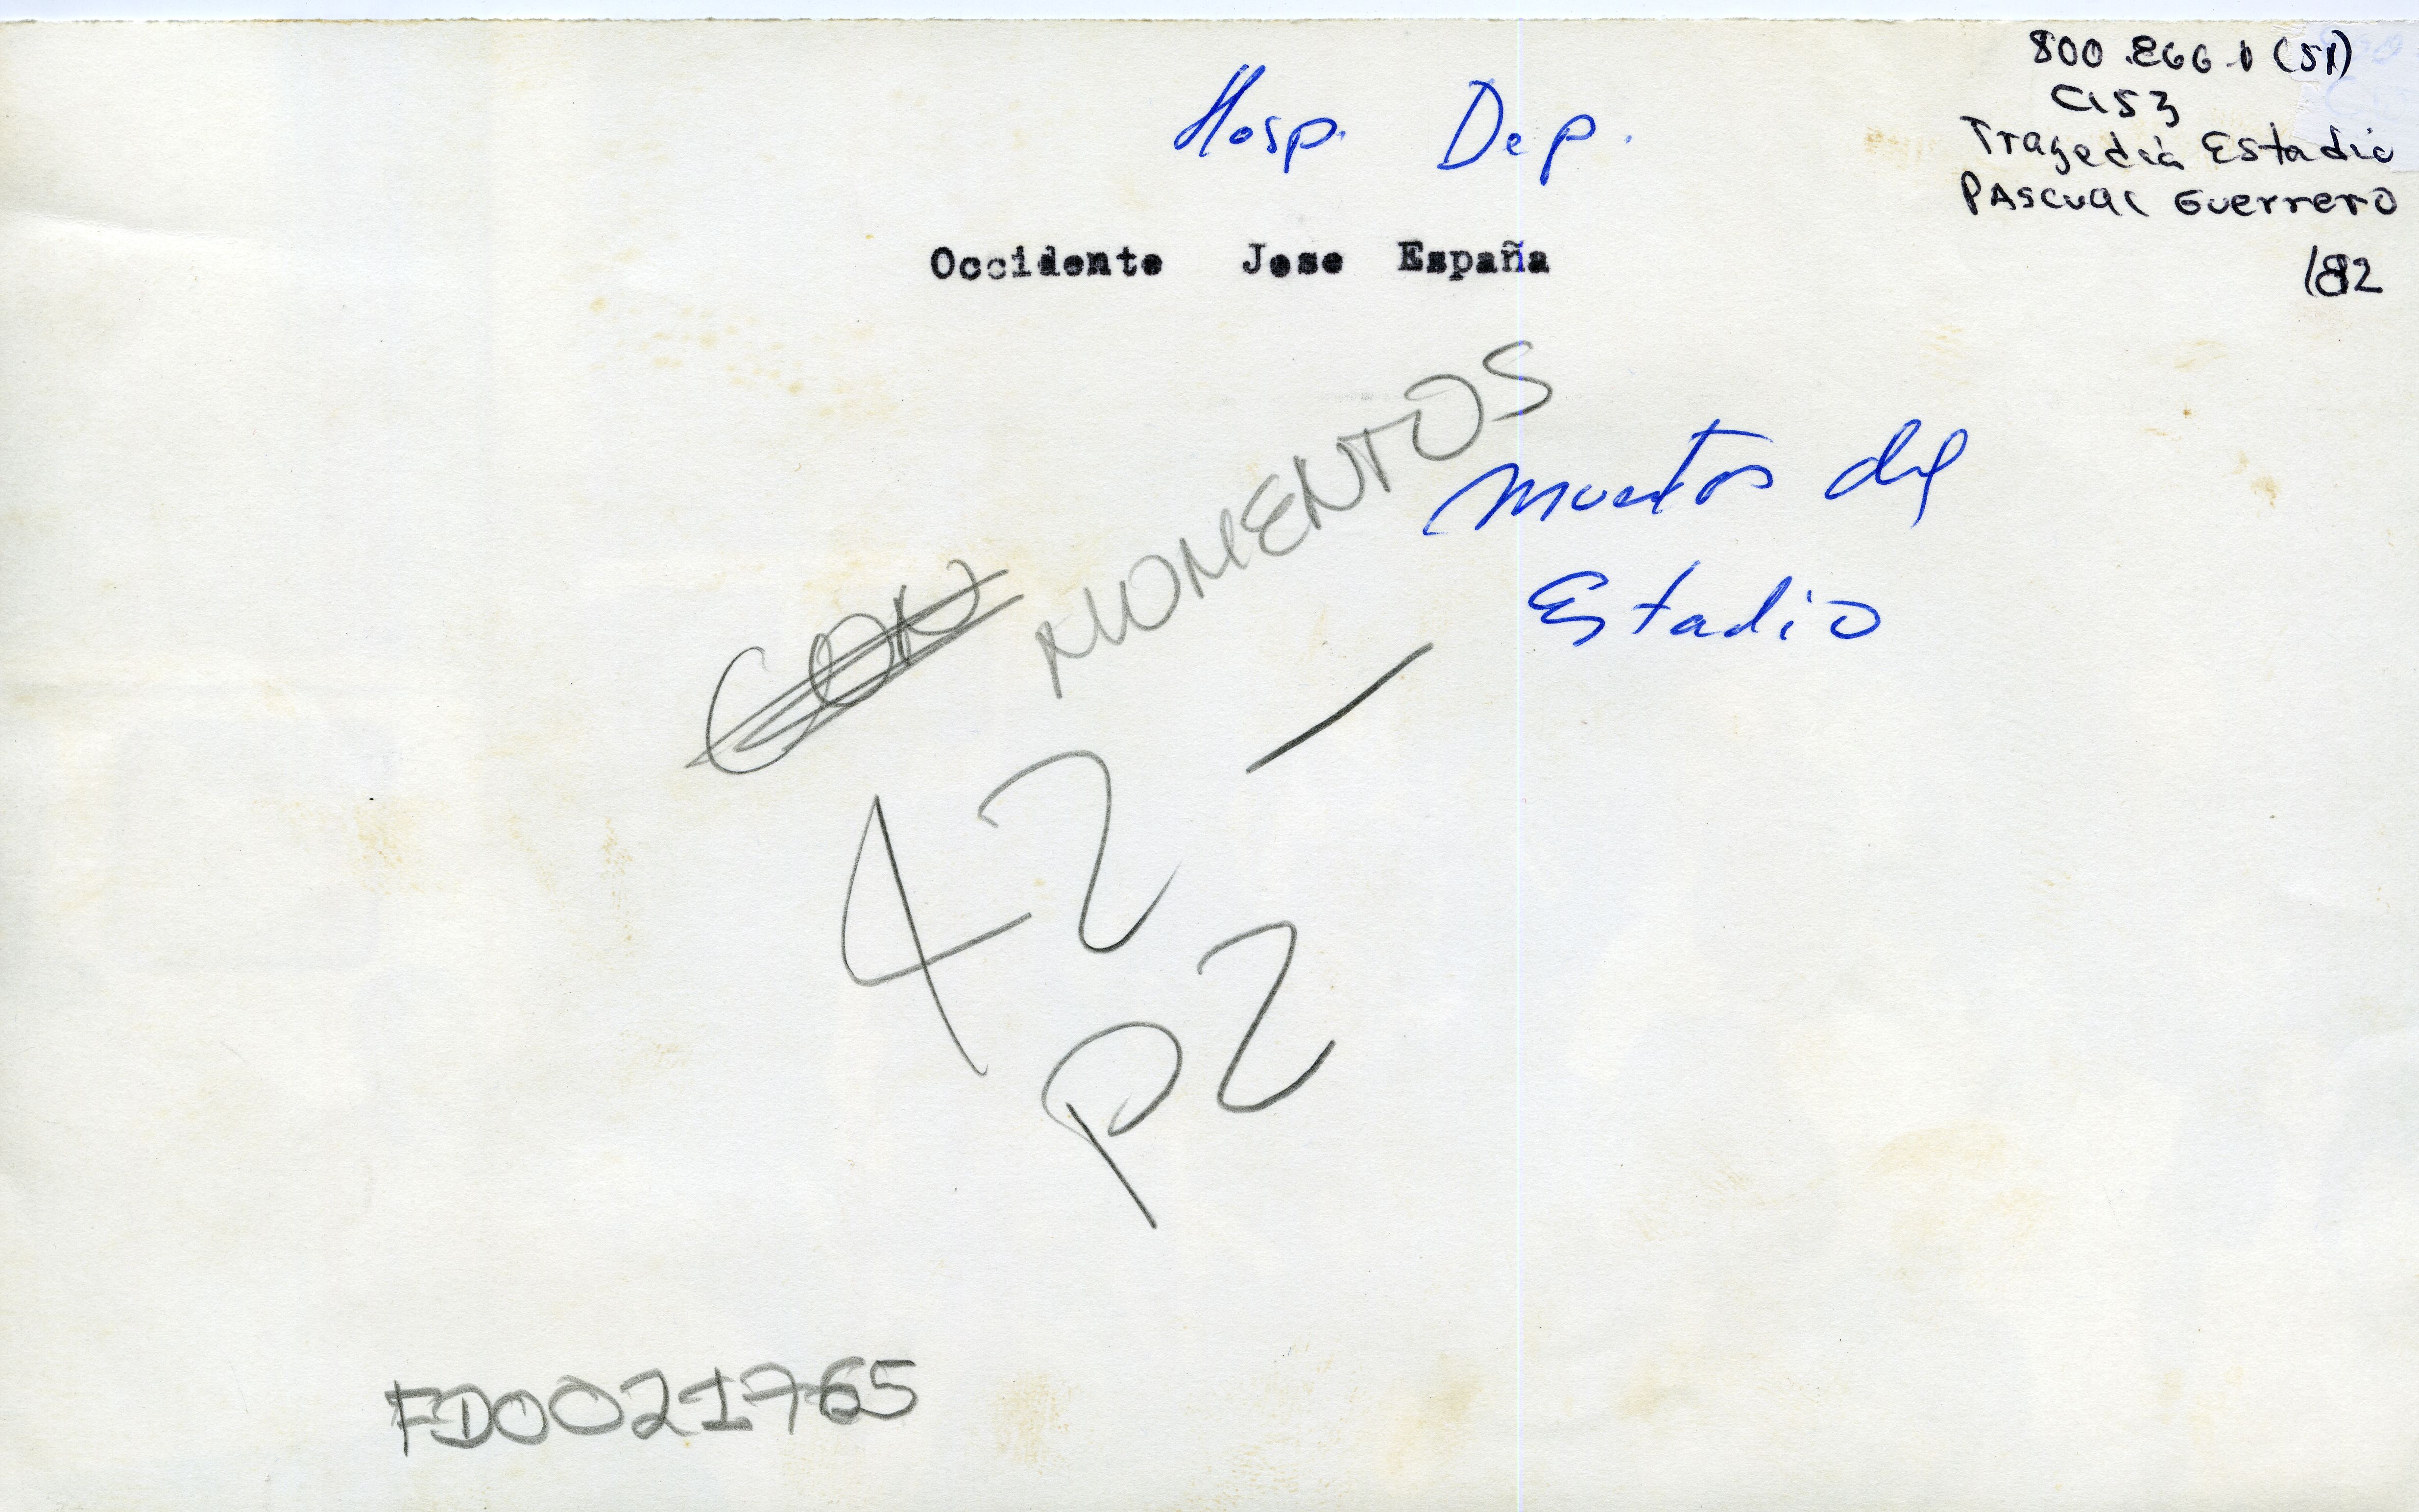 800.866.1 (SA)
C153
Tragedia Estadio
PASCUAL GUERRERO
182
Hosp. Dep.
Occidente Jose España
CON MOMENTOS
Muertos del
Estadio
42 —
P2
FD0021765